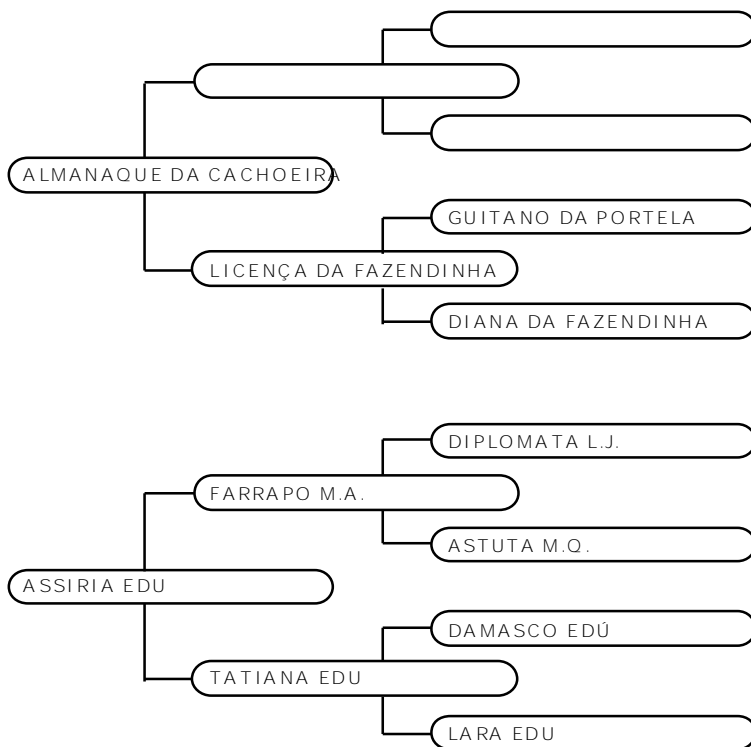 ALMANAQUE DA CACHOEIRA
GUITANO DA PORTELA
LICENÇA DA FAZENDINHA
DIANA DA FAZENDINHA
DIPLOMATA L.J.
FARRAPO M.A.
ASTUTA M.Q.
ASSIRIA EDU
DAMASCO EDÚ
TATIANA EDU
LARA EDU